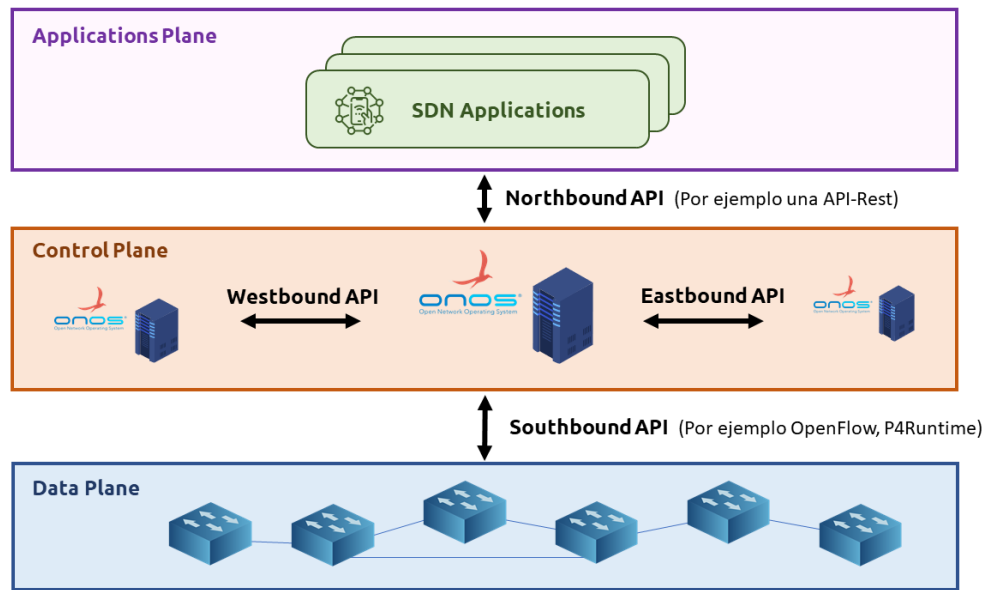 Applications Plane
SDN Applications
Northbound API (Por ejemplo una API-Rest)
Control Plane
Westbound API
Eastbound API
onos®
Open Network Operating System
onos®
Open Network Operating System
onos®
Open Network Operating System
Southbound API (Por ejemplo OpenFlow, P4Runtime)
Data Plane